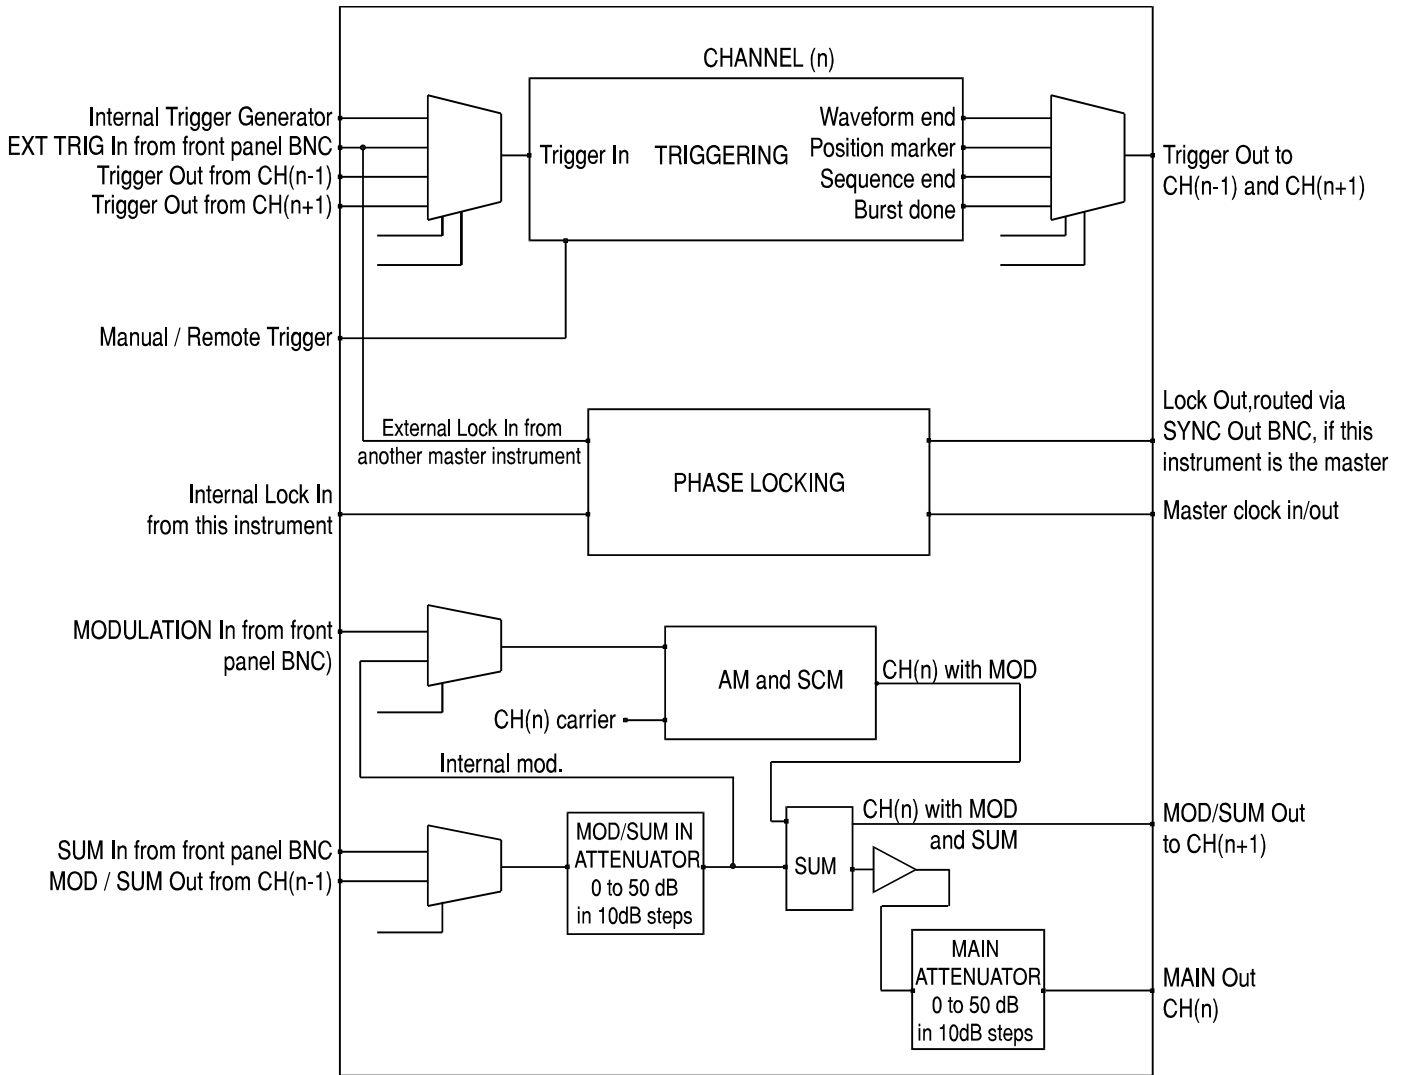 CHANNEL (n)
Internal Trigger Generator
EXT TRIG In from front panel BNC
Trigger Out from CH(n-1)
Trigger Out from CH(n+1)
Trigger In
TRIGGERING
Waveform end
Position marker
Sequence end
Burst done
Trigger Out to
CH(n-1) and CH(n+1)
Manual / Remote Trigger
External Lock In from
another master instrument
PHASE LOCKING
Lock Out,routed via
SYNC Out BNC, if this
instrument is the master
Internal Lock In
from this instrument
Master clock in/out
MODULATION In from front
panel BNC)
AM and SCM
CH(n) with MOD
CH(n) carrier
Internal mod.
SUM In from front panel BNC
MOD / SUM Out from CH(n-1)
MOD/SUM IN
ATTENUATOR
0 to 50 dB
in 10dB steps
SUM
CH(n) with MOD
and SUM
MOD/SUM Out
to CH(n+1)
MAIN
ATTENUATOR
0 to 50 dB
in 10dB steps
MAIN Out
CH(n)